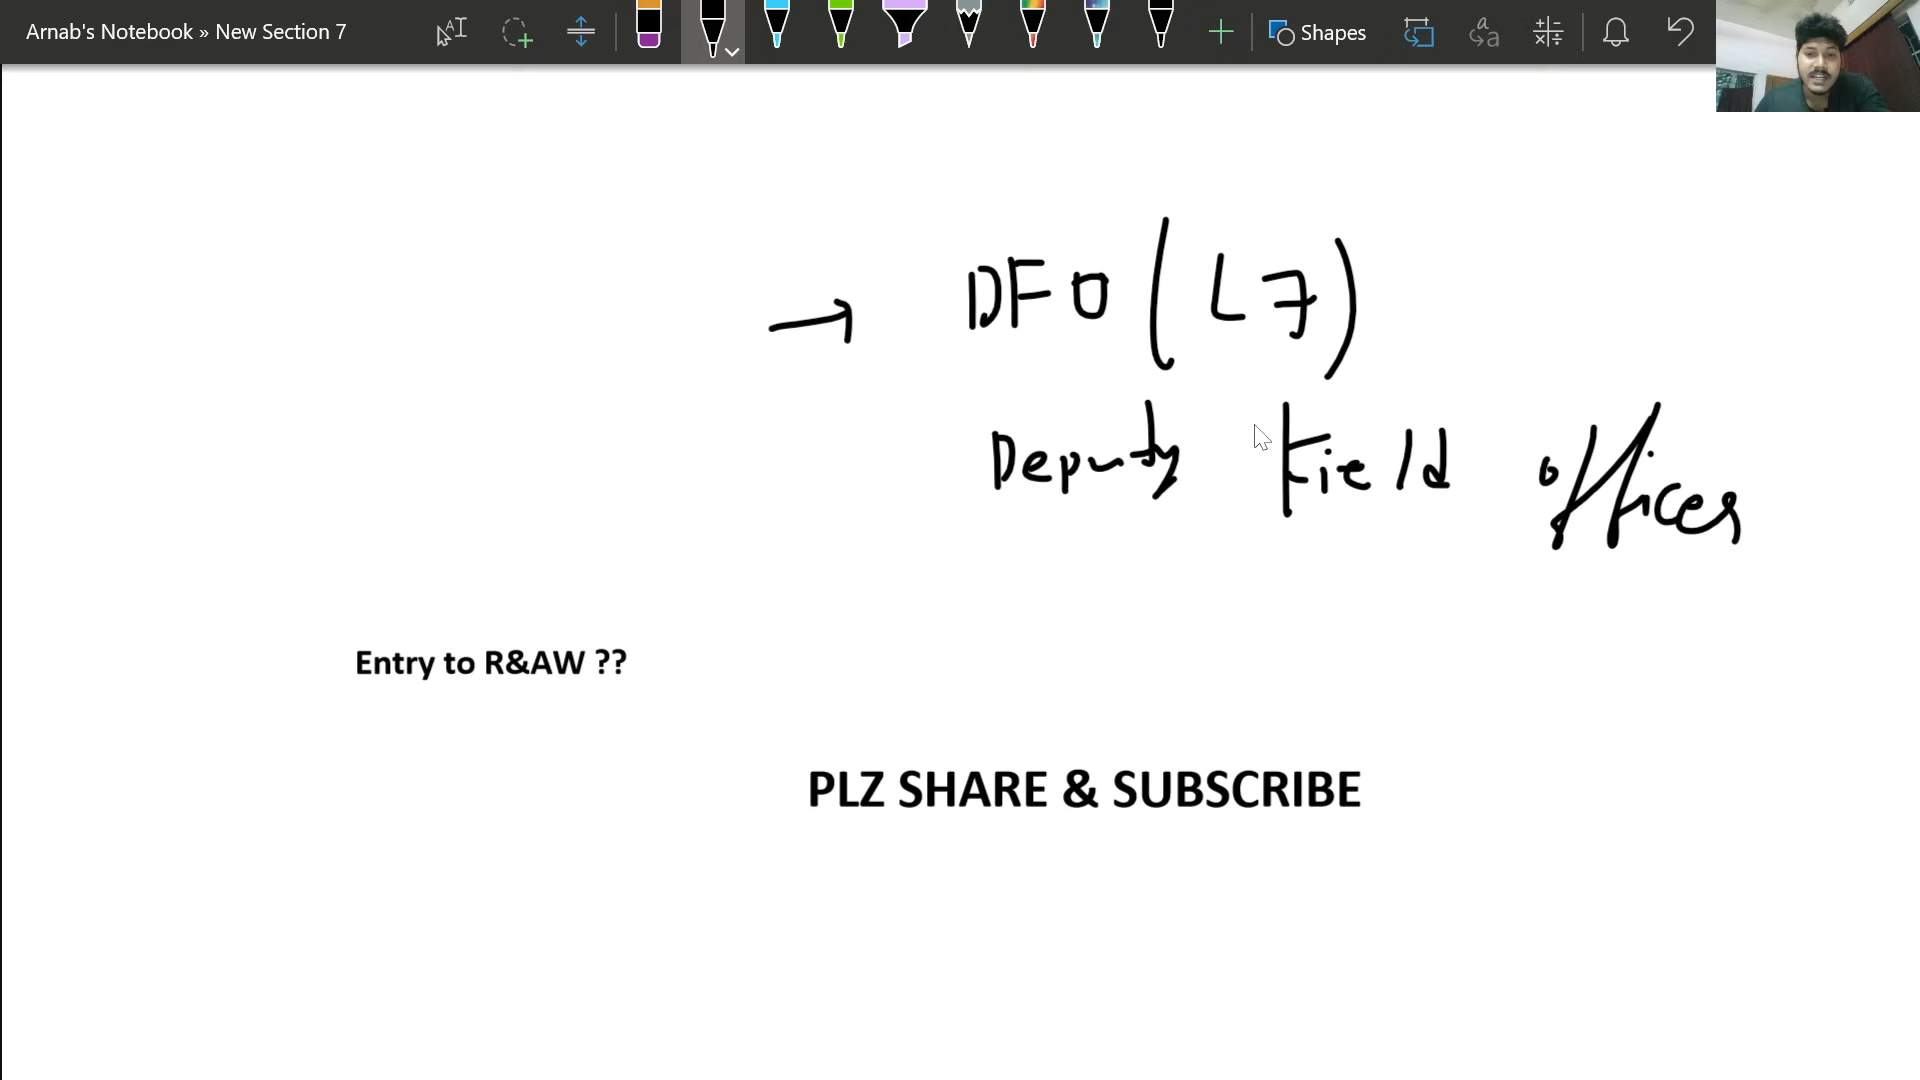 Arnab's Notebook » New Section 7
Shapes
→ DFO (L7)
Deputy Field officer
Entry to R&AW ??
PLZ SHARE & SUBSCRIBE